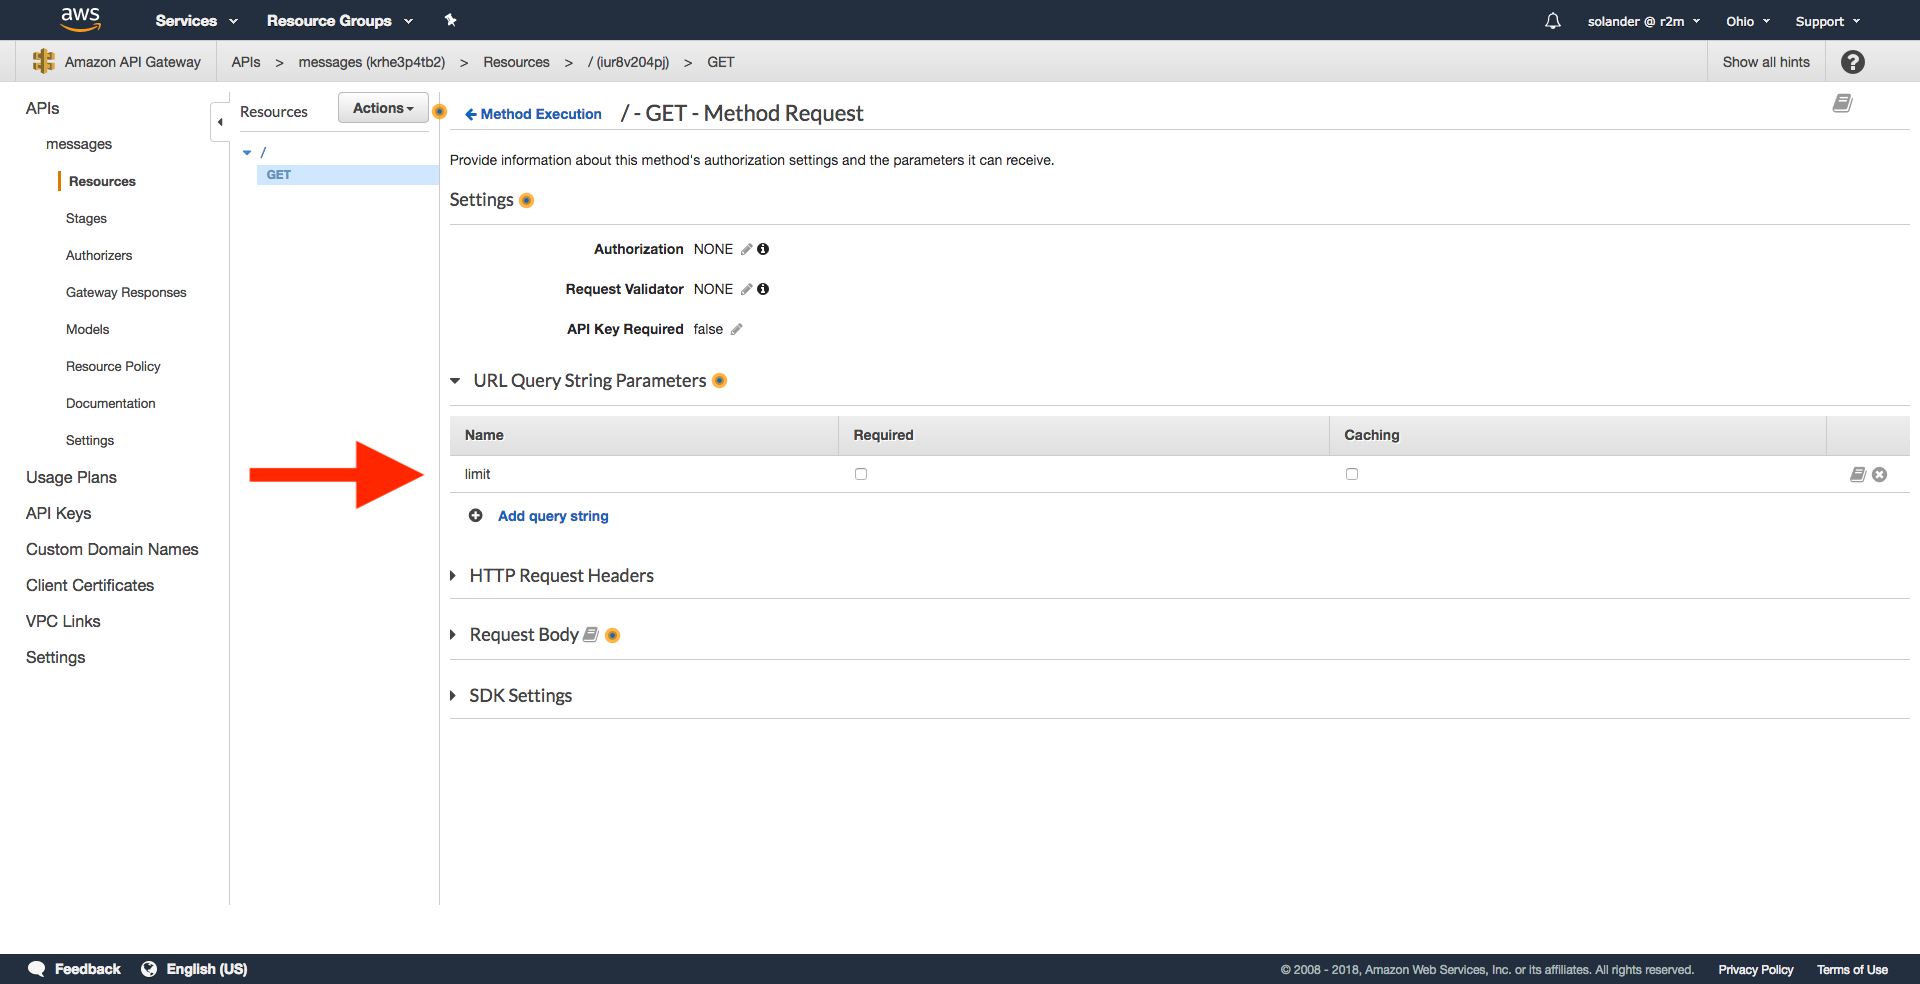 aws Services Resource Groups solander @ r2m Ohio Support
Amazon API Gateway APIs > messages (krhe3p4tb2) > Resources > / (iur8v204pj) > GET Show all hints ?
APIs
messages
Resources
Stages
Authorizers
Gateway Responses
Models
Resource Policy
Documentation
Settings
Usage Plans
API Keys
Custom Domain Names
Client Certificates
VPC Links
Settings
Resources Actions
/
GET
Method Execution / - GET - Method Request
Provide information about this method's authorization settings and the parameters it can receive.
Settings
Authorization NONE
Request Validator NONE
API Key Required false
URL Query String Parameters
Name Required Caching
limit
Add query string
HTTP Request Headers
Request Body
SDK Settings
Feedback English (US) © 2008 - 2018, Amazon Web Services, Inc. or its affiliates. All rights reserved. Privacy Policy Terms of Use